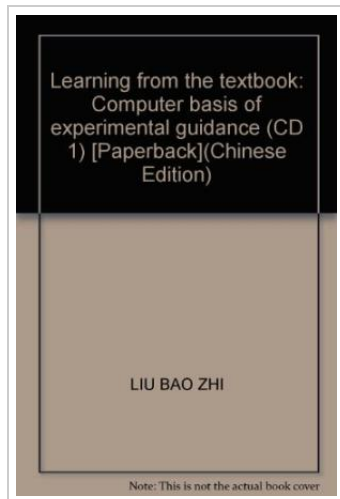 Learning from the textbook:
Computer basis of
experimental guidance (CD
1) [Paperback](Chinese
Edition)
LIU BAO ZHI
Note: This is not the actual book cover